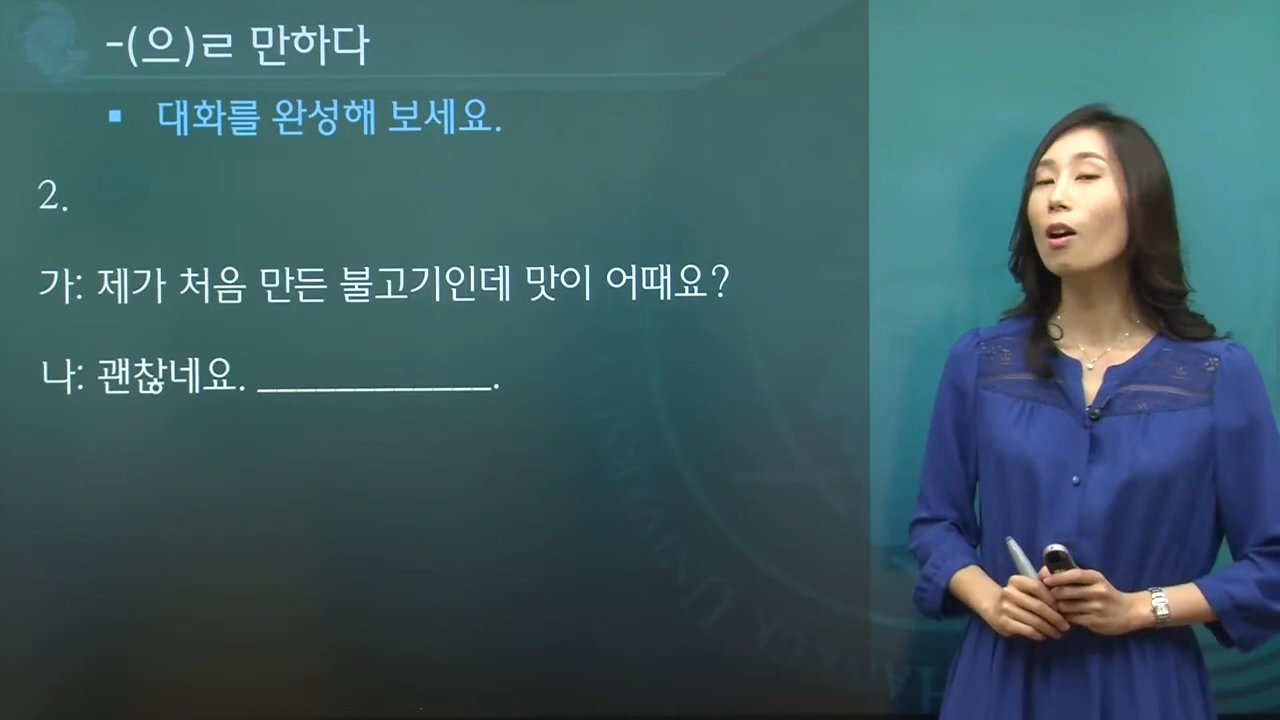 -(으)ㄹ 만하다
▪ 대화를 완성해 보세요.
2.
가: 제가 처음 만든 불고기인데 맛이 어때요?
나: 괜찮네요. ____________.